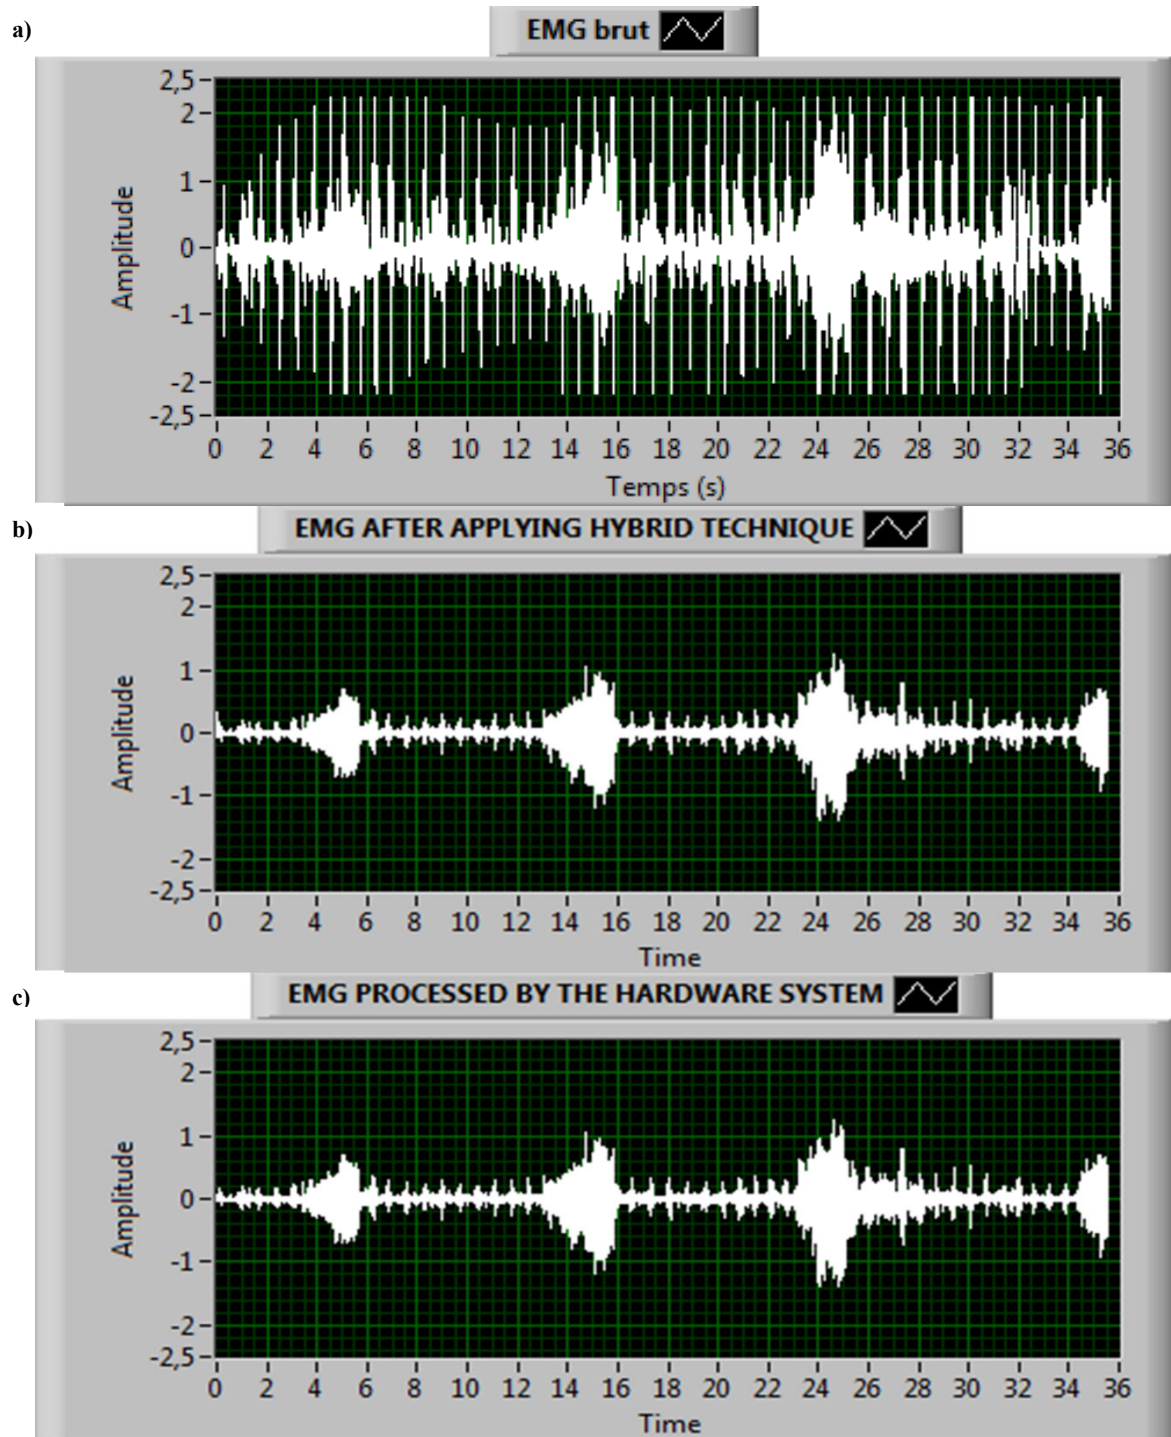 a)
EMG brut
2,5
2
1
0
-1
-2
-2,5
Amplitude
0 2 4 6 8 10 12 14 16 18 20 22 24 26 28 30 32 34 36
Temps (s)
b)
EMG AFTER APPLYING HYBRID TECHNIQUE
2,5
2
1
0
-1
-2
-2,5
Amplitude
0 2 4 6 8 10 12 14 16 18 20 22 24 26 28 30 32 34 36
Time
c)
EMG PROCESSED BY THE HARDWARE SYSTEM
2,5
2
1
0
-1
-2
-2,5
Amplitude
0 2 4 6 8 10 12 14 16 18 20 22 24 26 28 30 32 34 36
Time